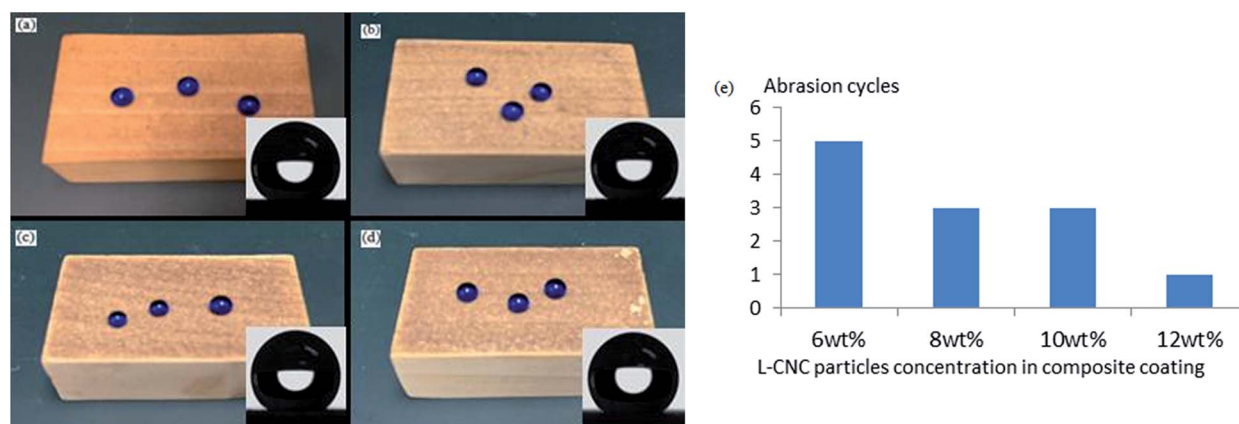 (a)
(b)
(c)
(d)
(e) Abrasion cycles
6
5
4
3
2
1
0
6wt% 8wt% 10wt% 12wt%
L-CNC particles concentration in composite coating